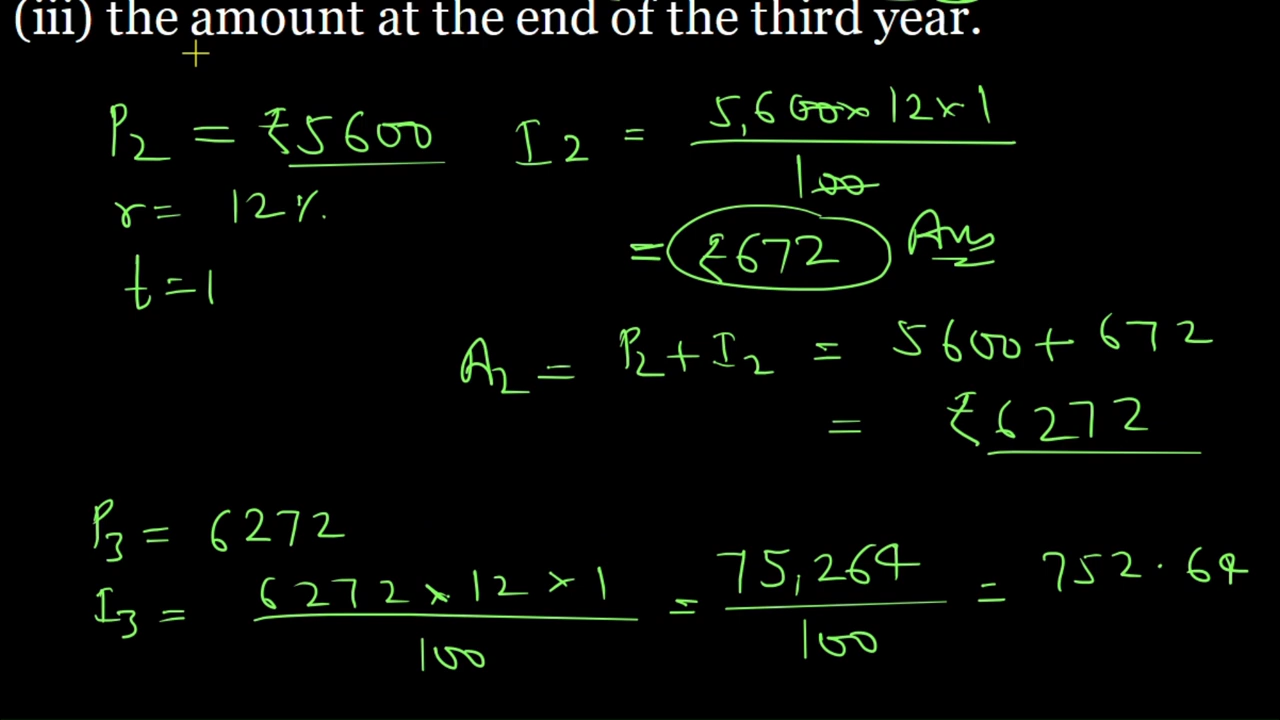 (iii) the amount at the end of the third year.
P2 = ₹5600 I2 = 5,600×12×1
100
r= 12%.
= ₹672 Ans
t=1
A2 = P2+I2 = 5600+672
= ₹6272
P3 = 6272
I3 = 6272×12×1 = 75,264 = 752.64
100 100